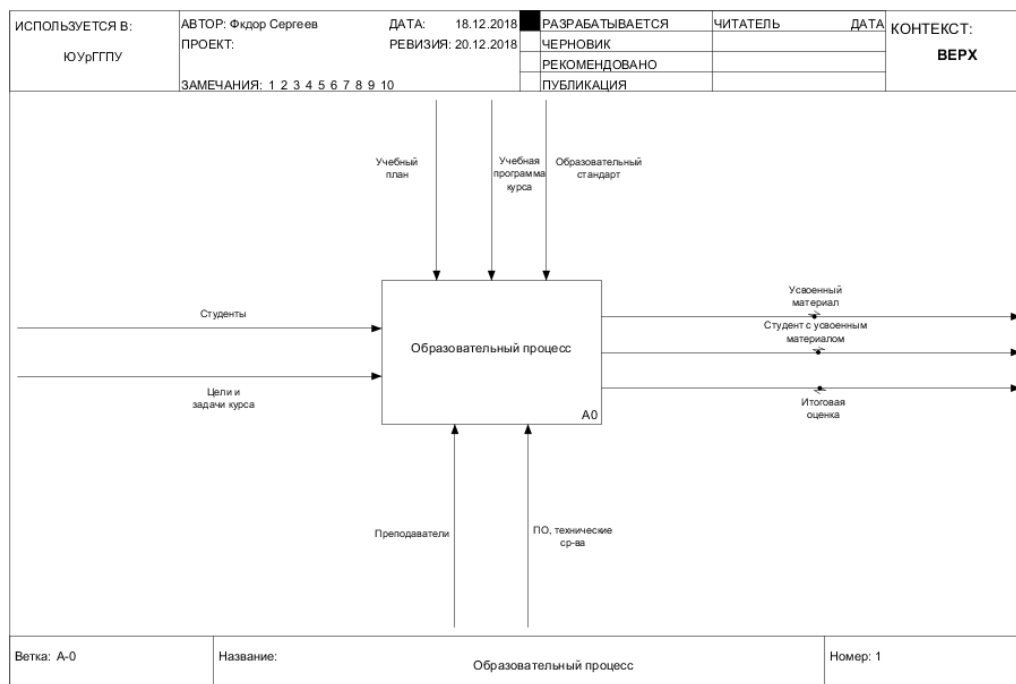 ИСПОЛЬЗУЕТСЯ В:
ЮУрГГПУ
АВТОР: Фкдор Сергеев
ДАТА: 18.12.2018
ПРОЕКТ:
РЕВИЗИЯ: 20.12.2018
ЗАМЕЧАНИЯ: 1 2 3 4 5 6 7 8 9 10
РАЗРАБАТЫВАЕТСЯ
ЧЕРНОВИК
РЕКОМЕНДОВАНО
ПУБЛИКАЦИЯ
ЧИТАТЕЛЬ
ДАТА
КОНТЕКСТ:
ВЕРХ
Учебный
план
Учебная
программа
курса
Образовательный
стандарт
Студенты
Цели и
задачи курса
Образовательный процесс
A0
Усвоенный
материал
Студент с усвоенным
материалом
Итоговая
оценка
Преподаватели
ПО, технические
ср-ва
Ветка: А-0
Название:
Образовательный процесс
Номер: 1